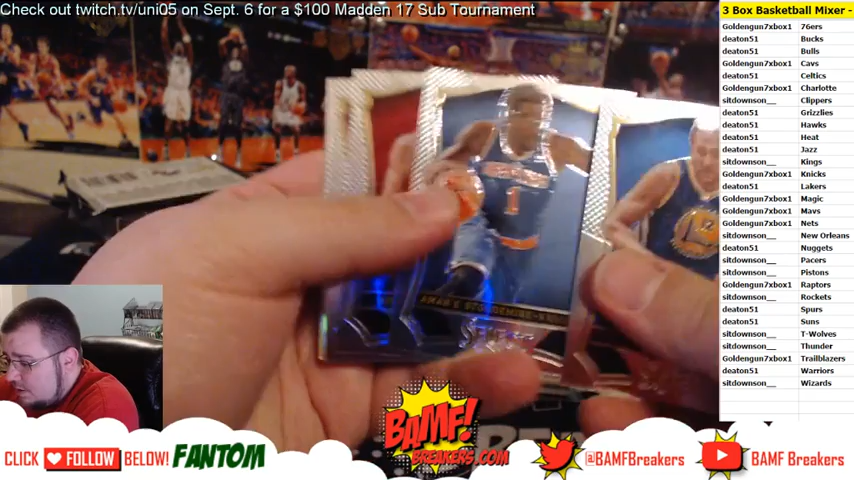 Check out twitch.tv/uni05 on Sept. 6 for a $100 Madden 17 Sub Tournament
3 Box Basketball Mixer -
Goldengun7xbox1 76ers
deaton51 Bucks
deaton51 Bulls
Goldengun7xbox1 Cavs
deaton51 Celtics
Goldengun7xbox1 Charlotte
sitdownson__ Clippers
deaton51 Grizzlies
deaton51 Hawks
deaton51 Heat
deaton51 Jazz
sitdownson__ Kings
Goldengun7xbox1 Knicks
deaton51 Lakers
Goldengun7xbox1 Magic
Goldengun7xbox1 Mavs
Goldengun7xbox1 Nets
sitdownson__ New Orleans
deaton51 Nuggets
sitdownson__ Pacers
sitdownson__ Pistons
Goldengun7xbox1 Raptors
sitdownson__ Rockets
deaton51 Spurs
deaton51 Suns
sitdownson__ T-Wolves
sitdownson__ Thunder
Goldengun7xbox1 Trailblazers
deaton51 Warriors
sitdownson__ Wizards
1
SELECT
BAMF!
BREAKERS.COM
CLICK FOLLOW BELOW! FANTOM
@BAMFBreakers
BAMF Breakers